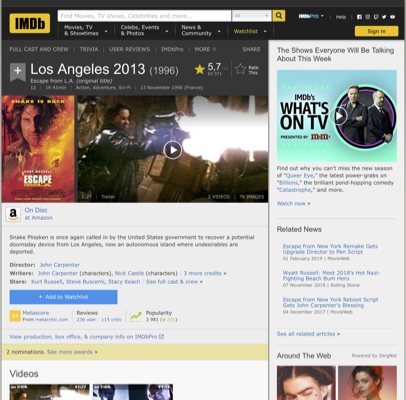 IMDb
Find Movies, TV shows, Celebrities and more...
All
IMDbPro
Help
Movies, TV & Showtimes
Celebs, Events & Photos
News & Community
Watchlist
Sign in
FULL CAST AND CREW | TRIVIA | USER REVIEWS | IMDbPro | MORE
SHARE
Los Angeles 2013 (1996)
Escape from L.A. (original title)
12 | 1h 41min | Action, Adventure, Sci-Fi | 13 November 1996 (France)
5,7
Rate This
SNAKE IS BACK
ESCAPE
1:27 | Trailer
2 VIDEOS | 78 IMAGES
On Disc
at Amazon
Snake Plissken is once again called in by the United States government to recover a potential
doomsday device from Los Angeles, now an autonomous island where undesirables are
deported.
Director: John Carpenter
Writers: John Carpenter (characters), Nick Castle (characters) | 3 more credits »
Stars: Kurt Russell, Steve Buscemi, Stacy Keach | See full cast & crew »
+ Add to Watchlist
Metascore
From metacritic.com
Reviews
236 user | 115 critic
Popularity
View production, box office, & company info on IMDbPro
2 nominations. See more awards »
Videos
The Shows Everyone Will Be Talking
About This Week
IMDb's
WHAT'S
ON TV
PRESENTED BY
Find out why you can't miss the new season
of "Queer Eye," the latest power-grabs on
"Billions," the brilliant pond-hopping comedy
"Catastrophe," and more.
Watch now »
Related News
Escape from New York Remake Gets
Upgrade Director to Pen Script
01 February 2019 | MovieWeb
Wyatt Russell: Meet 2018's Hot Nazi-
Fighting Beach Bum Hero
07 November 2018 | Rolling Stone
Escape from New York Reboot Script
Gets John Carpenter's Blessing
04 December 2017 | MovieWeb
See all related articles »
Around The Web
Powered by ZergNet